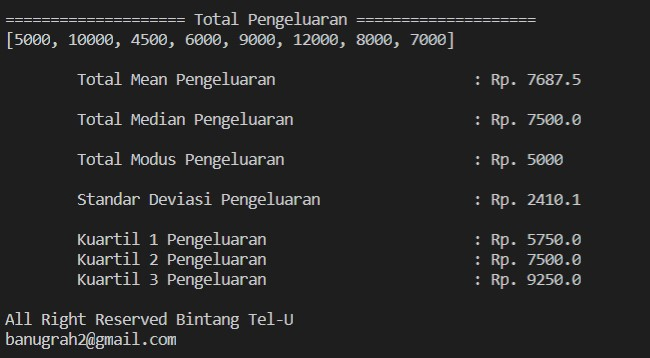 ==================== Total Pengeluaran ====================
[5000, 10000, 4500, 6000, 9000, 12000, 8000, 7000]
Total Mean Pengeluaran : Rp. 7687.5
Total Median Pengeluaran : Rp. 7500.0
Total Modus Pengeluaran : Rp. 5000
Standar Deviasi Pengeluaran : Rp. 2410.1
Kuartil 1 Pengeluaran : Rp. 5750.0
Kuartil 2 Pengeluaran : Rp. 7500.0
Kuartil 3 Pengeluaran : Rp. 9250.0
All Right Reserved Bintang Tel-U
banugrah2@gmail.com